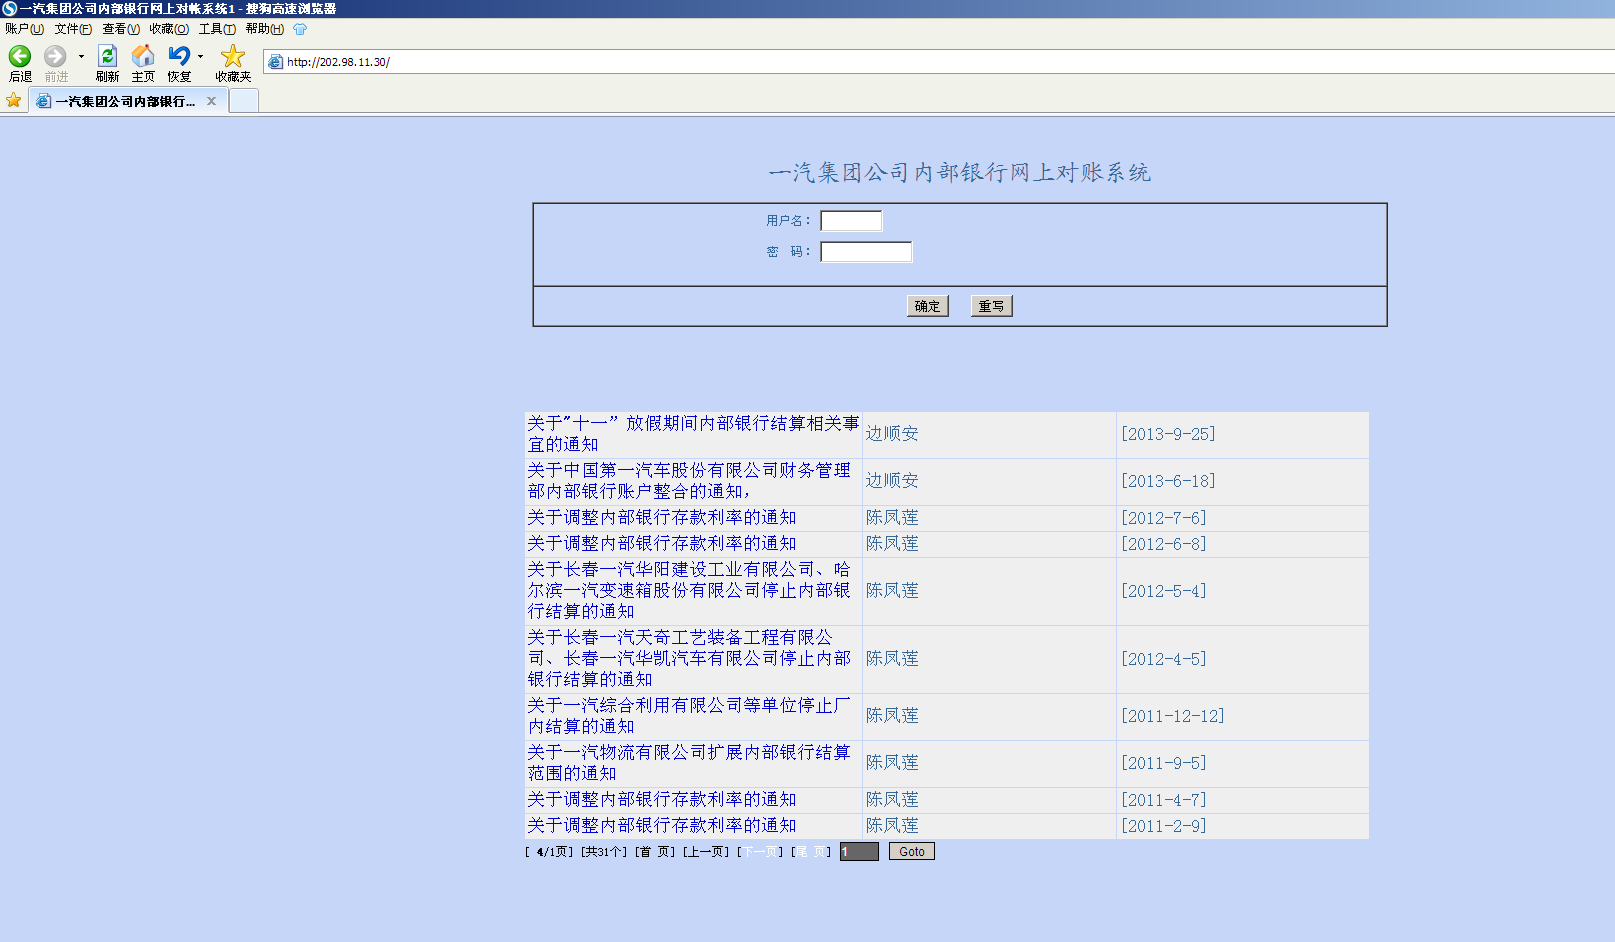 一汽集团公司内部银行网上对帐系统1 - 搜狗高速浏览器
账户(U) 文件(F) 查看(V) 收藏(O) 工具(T) 帮助(H)
后退 前进 刷新 主页 恢复 收藏夹 http://202.98.11.30/
一汽集团公司内部银行... x
一汽集团公司内部银行网上对账系统
用户名：
密 码：
确定 重写
关于"十一”放假期间内部银行结算相关事
宜的通知 边顺安 [2013-9-25]
关于中国第一汽车股份有限公司财务管理
部内部银行账户整合的通知， 边顺安 [2013-6-18]
关于调整内部银行存款利率的通知 陈凤莲 [2012-7-6]
关于调整内部银行存款利率的通知 陈凤莲 [2012-6-8]
关于长春一汽华阳建设工业有限公司、哈
尔滨一汽变速箱股份有限公司停止内部银
行结算的通知 陈凤莲 [2012-5-4]
关于长春一汽天奇工艺装备工程有限公
司、长春一汽华凯汽车有限公司停止内部
银行结算的通知 陈凤莲 [2012-4-5]
关于一汽综合利用有限公司等单位停止厂
内结算的通知 陈凤莲 [2011-12-12]
关于一汽物流有限公司扩展内部银行结算
范围的通知 陈凤莲 [2011-9-5]
关于调整内部银行存款利率的通知 陈凤莲 [2011-4-7]
关于调整内部银行存款利率的通知 陈凤莲 [2011-2-9]
[ 4/1页] [共31个] [首 页] [上一页] [下一页] [尾 页] 1 Goto